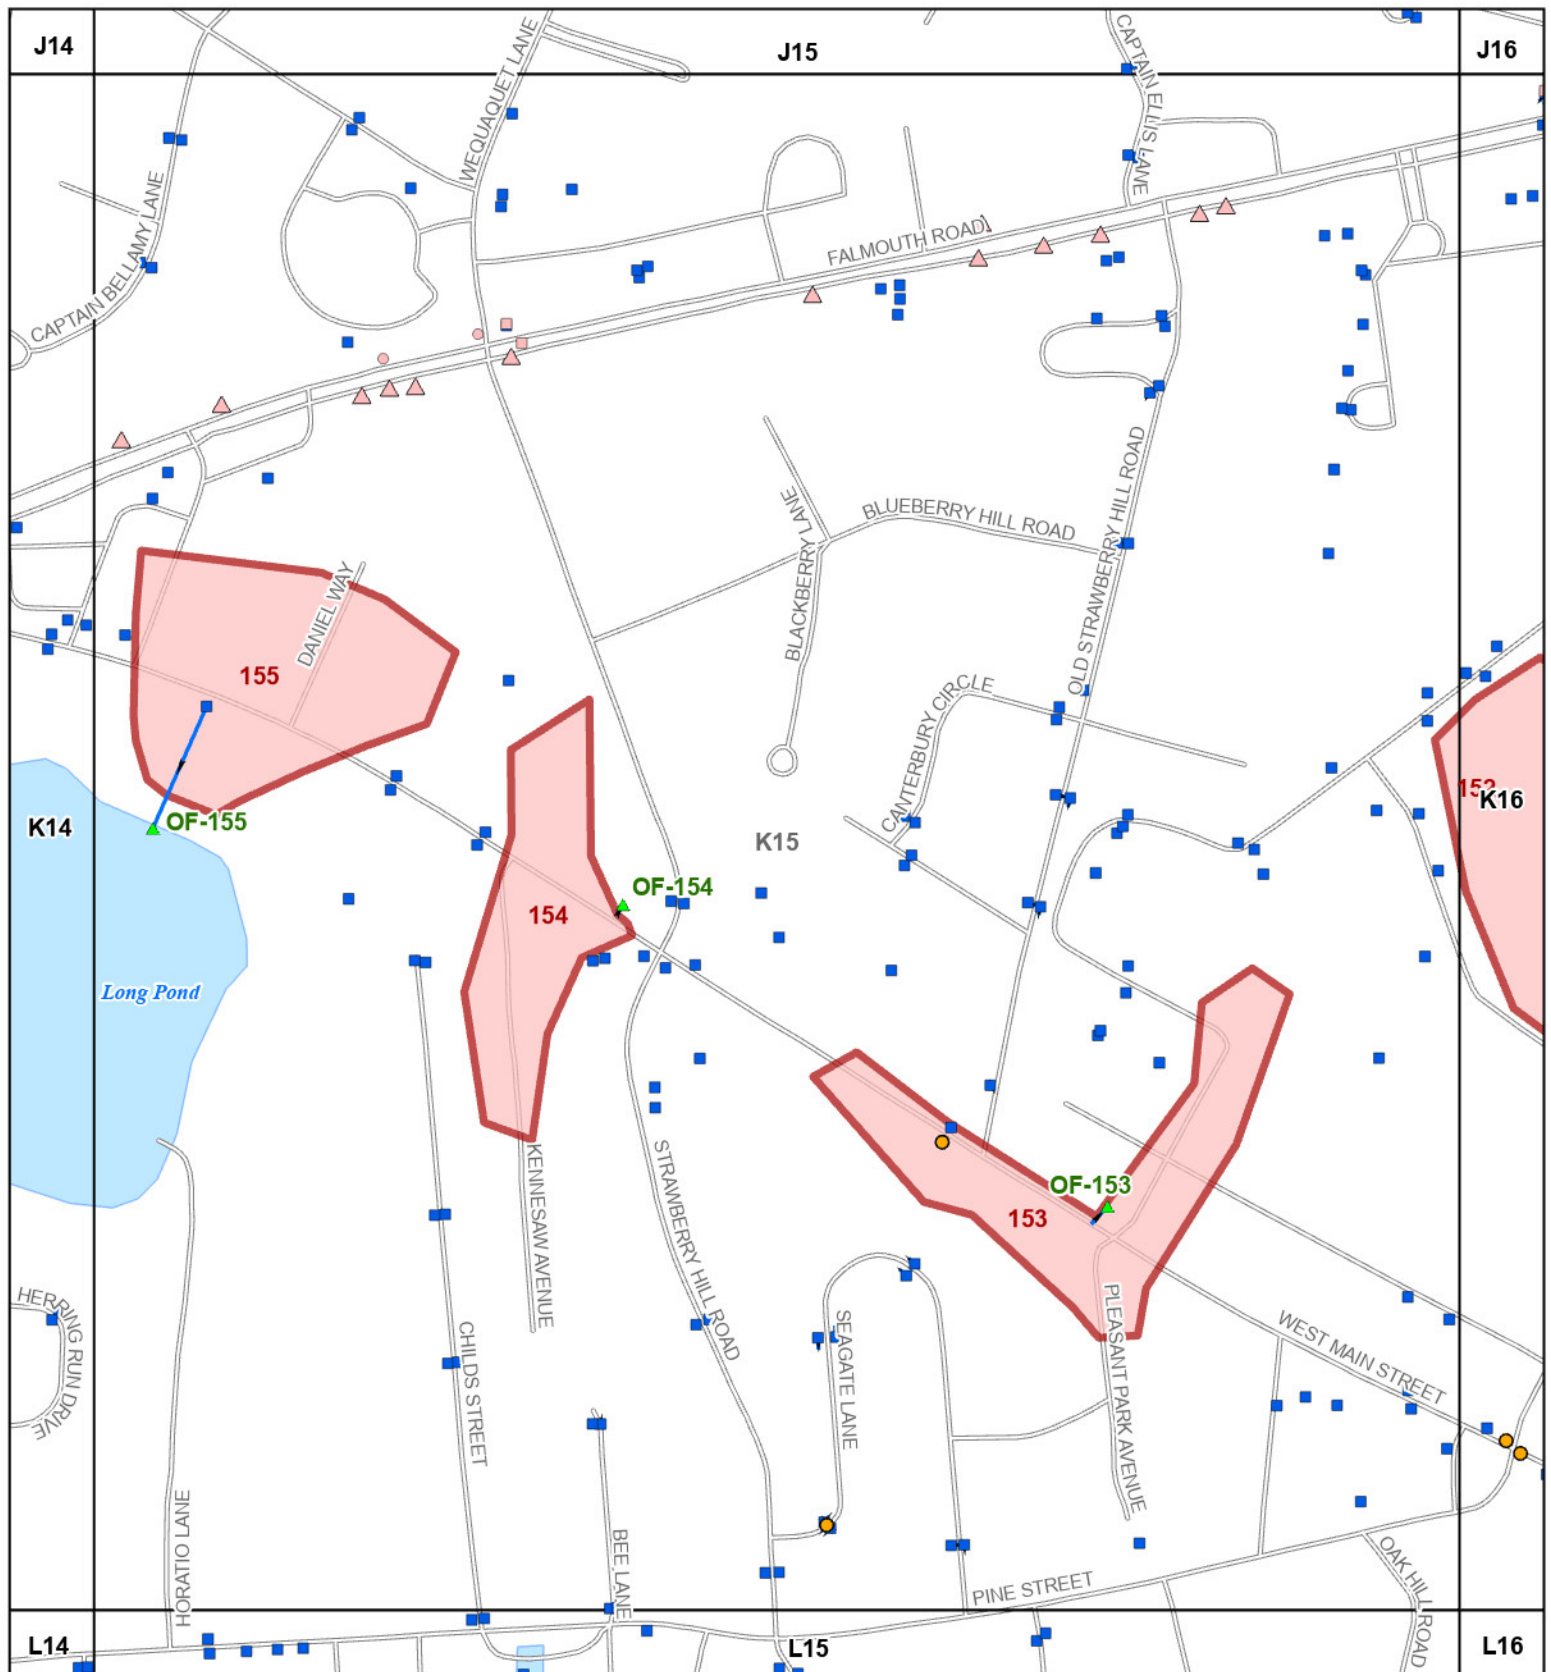 J14
J15
J16
CAPTAIN ELLIS LANE
WEQUAQUET LANE
CAPTAIN BELLAMY LANE
FALMOUTH ROAD
BLACKBERRY LANE
BLUEBERRY HILL ROAD
OLD STRAWBERRY HILL ROAD
DANIEL WAY
155
CANTERBURY CIRCLE
152
K16
OF-155
K14
K15
OF-154
154
Long Pond
OF-153
153
KENNESAW AVENUE
STRAWBERRY HILL ROAD
HERRING RUN DRIVE
CHILDS STREET
SEAGATE LANE
PLEASANT PARK AVENUE
WEST MAIN STREET
HORATIO LANE
BEE LANE
PINE STREET
OAK HILL ROAD
L14
L15
L16